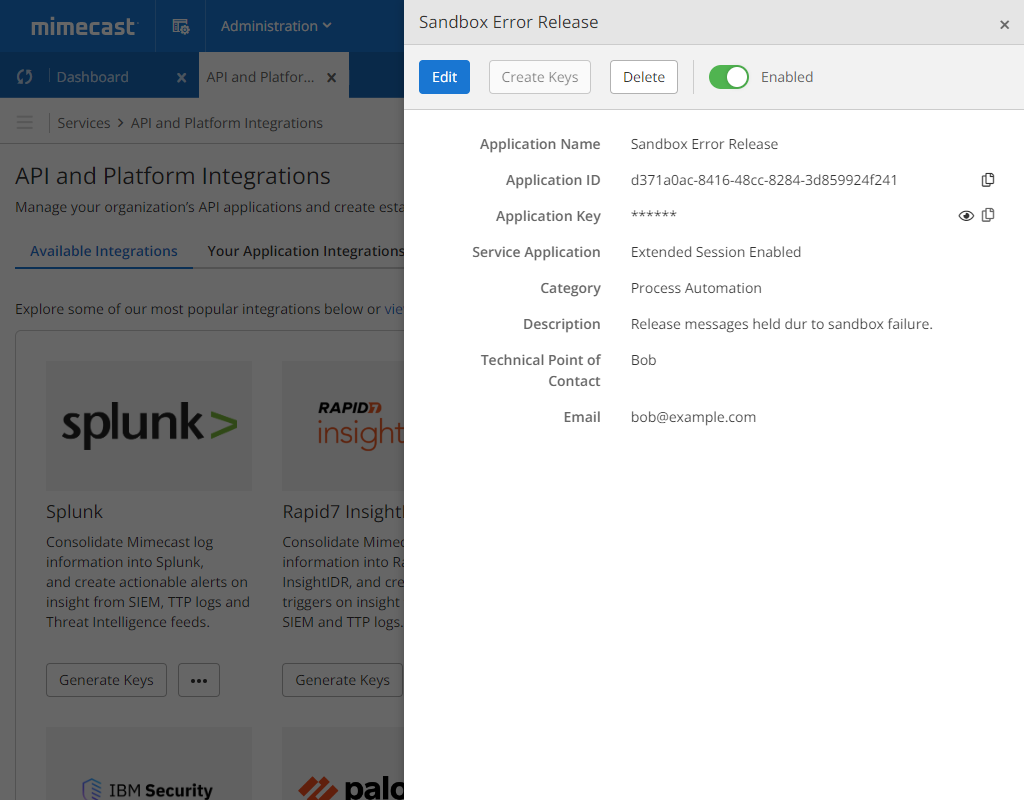 mimecast
Administration
Dashboard
API and Platfor...
Services > API and Platform Integrations
API and Platform Integrations
Manage your organization's API applications and create esta
Available Integrations
Your Application Integrations
Explore some of our most popular integrations below or vie
splunk>
Splunk
Consolidate Mimecast log
information into Splunk,
and create actionable alerts on
insight from SIEM, TTP logs and
Threat Intelligence feeds.
Generate Keys
RAPID7
insight
Rapid7 InsightI
Consolidate Mimec
information into Ra
InsightIDR, and cre
triggers on insight
SIEM and TTP logs.
Generate Keys
IBM Security
palo
Sandbox Error Release
Edit
Create Keys
Delete
Enabled
Application Name Sandbox Error Release
Application ID d371a0ac-8416-48cc-8284-3d859924f241
Application Key ******
Service Application Extended Session Enabled
Category Process Automation
Description Release messages held dur to sandbox failure.
Technical Point of Bob
Contact
Email bob@example.com